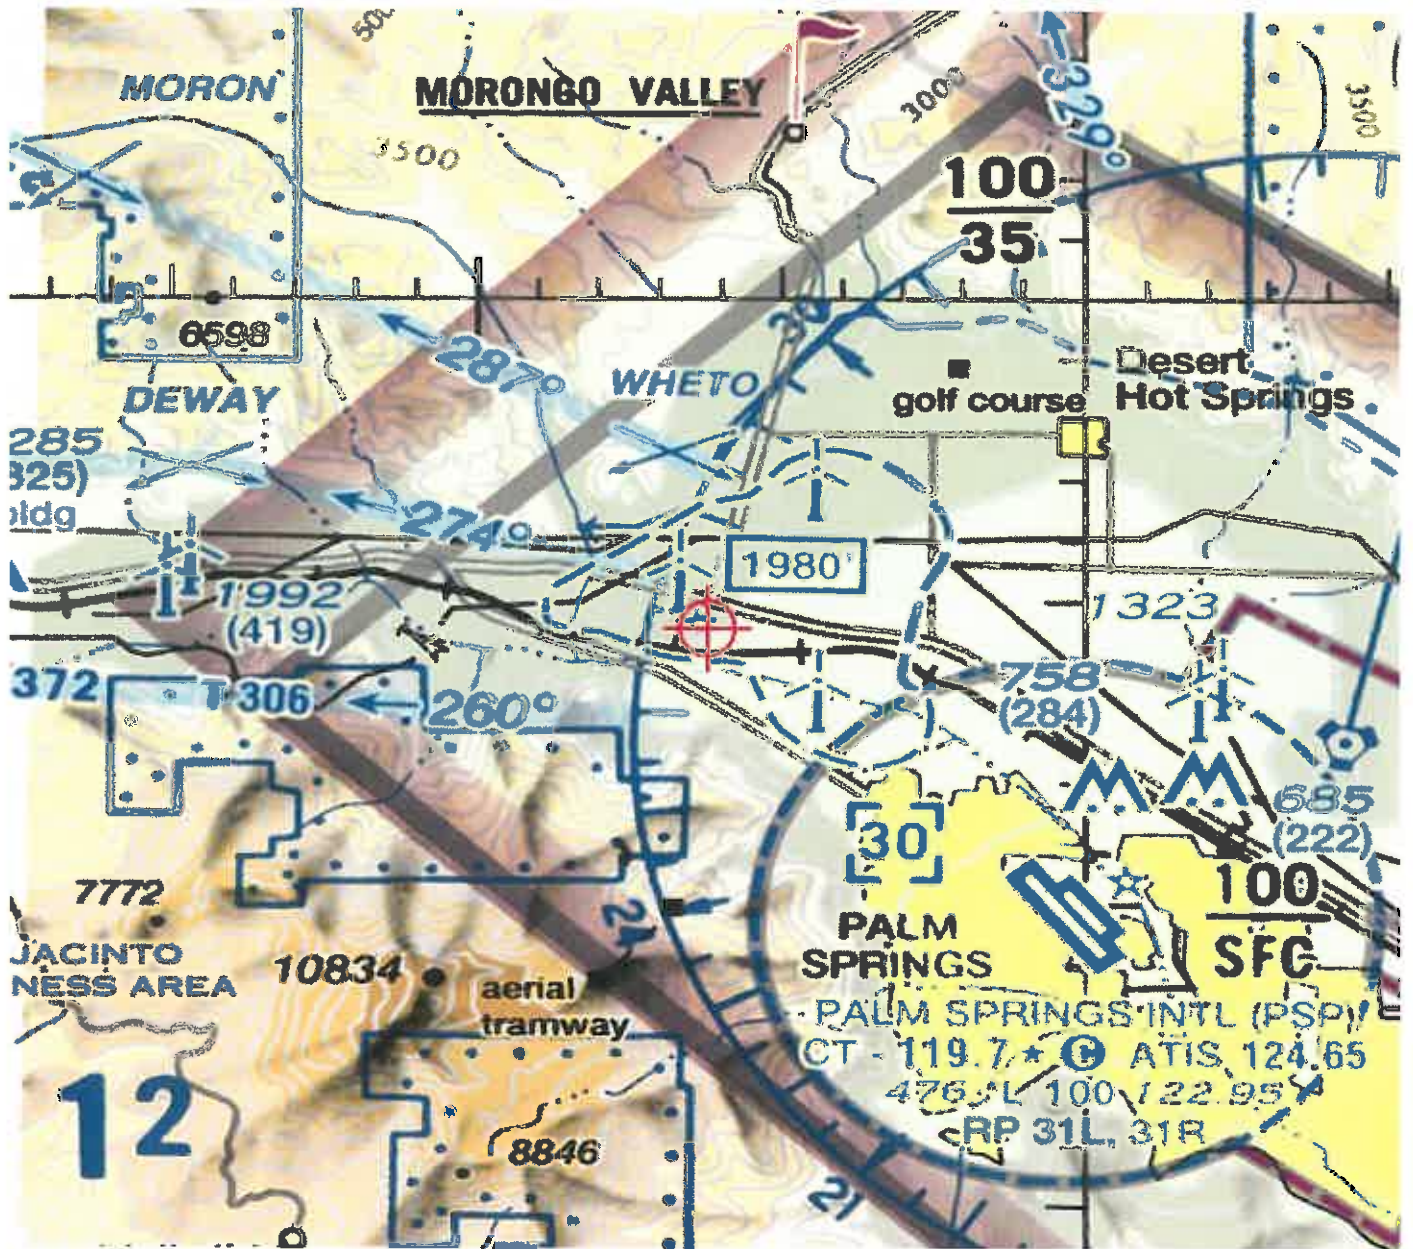 MORON
MORONGO VALLEY
3500
3000
329°
3500
100
35
6598
287°
30
WHETO
golf course
Desert
Hot Springs
DEWAY
285
325)
bldg
274°
1980
1992
(419)
1323
372
T 306
260°
758
(284)
685
(222)
30
7772
24
100
SFC
PALM
SPRINGS
JACINTO
NESS AREA
10834
aerial
tramway
PALM SPRINGS INTL (PSP)
CT - 119.7 ★ C ATIS 124.65
476 L 100 122.95
RP 31L, 31R
12
8846
21